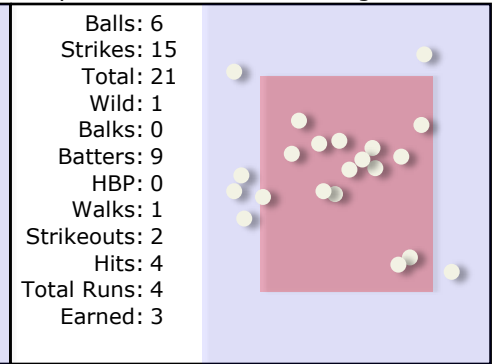 Balls: 6
Strikes: 15
Total: 21
Wild: 1
Balks: 0
Batters: 9
HBP: 0
Walks: 1
Strikeouts: 2
Hits: 4
Total Runs: 4
Earned: 3